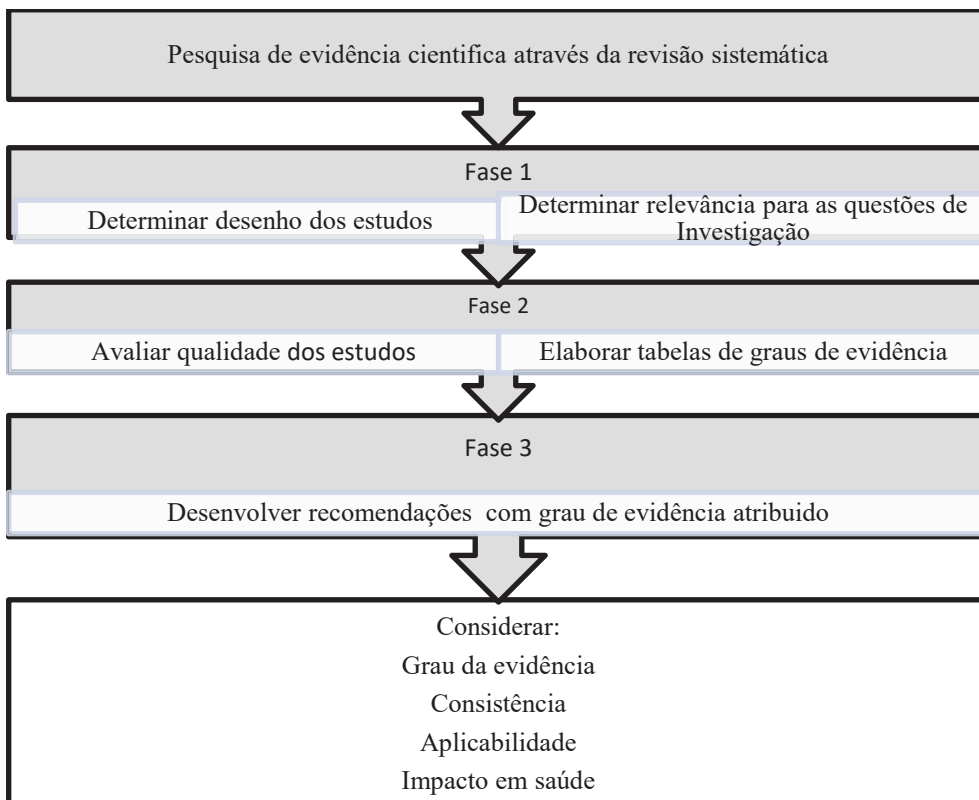 Pesquisa de evidência cientifica através da revisão sistemática
Fase 1
Determinar desenho dos estudos
Determinar relevância para as questões de
Investigação
Fase 2
Avaliar qualidade dos estudos
Elaborar tabelas de graus de evidência
Fase 3
Desenvolver recomendações com grau de evidência atribuido
Considerar:
Grau da evidência
Consistência
Aplicabilidade
Impacto em saúde